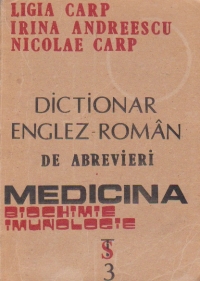 LIGIA CARP
IRINA ANDREESCU
NICOLAE CARP
DICTIONAR
ENGLEZ-ROMÂN
DE ABREVIERI
MEDICINA
BIOCHIMIE
IMUNOLOGIE
3